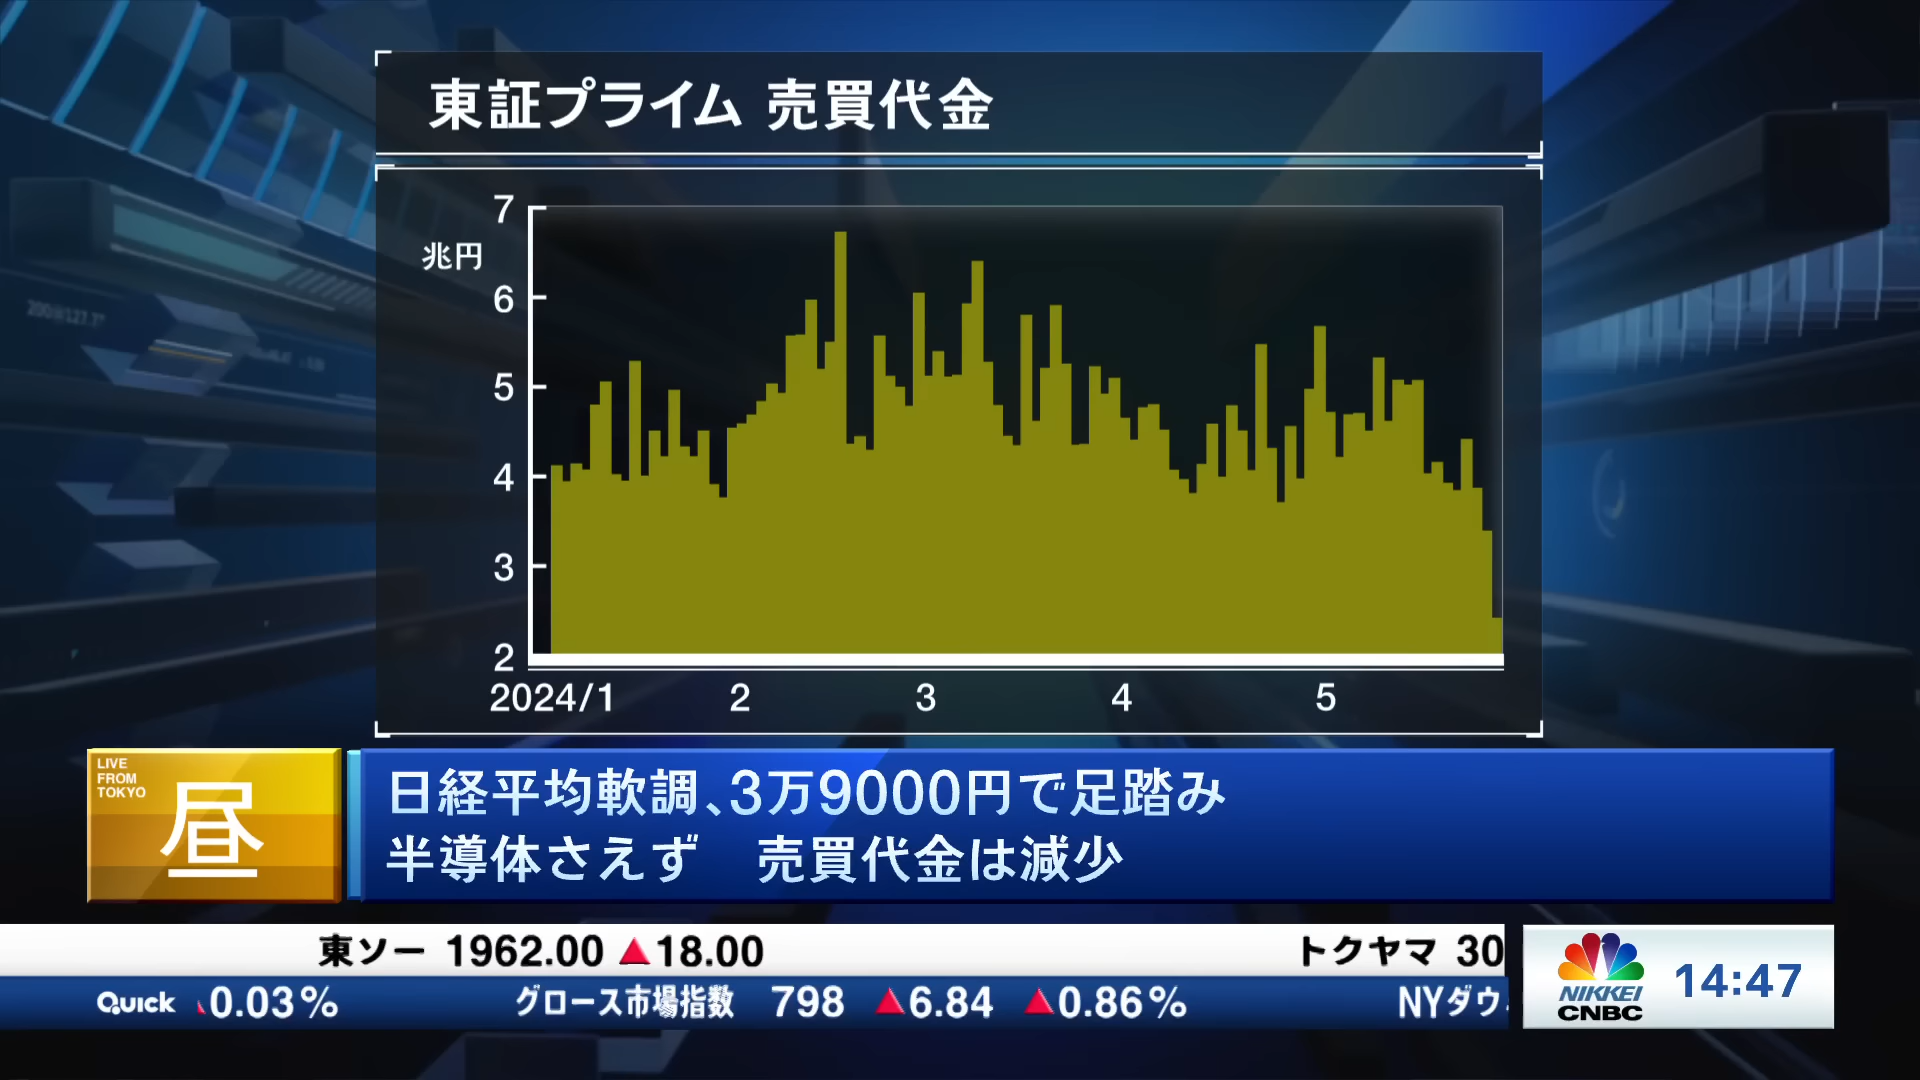 東証プライム 売買代金
7
兆円
6
5
4
3
2
2024/1 2 3 4 5
LIVE
FROM
TOKYO
昼
日経平均軟調、3万9000円で足踏み
半導体さえず 売買代金は減少
東ソー 1962.00 ▲18.00 トクヤマ 30
QUICK 0.03% グロース市場指数 798 ▲6.84 ▲0.86% NYダウ
NIKKEI
CNBC
14:47